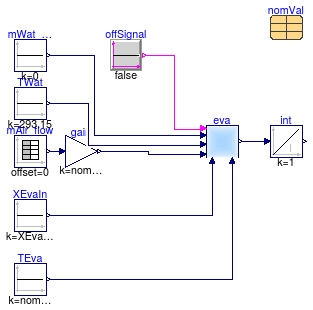 nomVal
mWat_...
offSignal
k=0
TWat
false
k=293.15
mAir_flow
gai
eva
int
offset=0
k=nom...
k=1
XEvaIn
k=XEva...
TEva
k=nom...